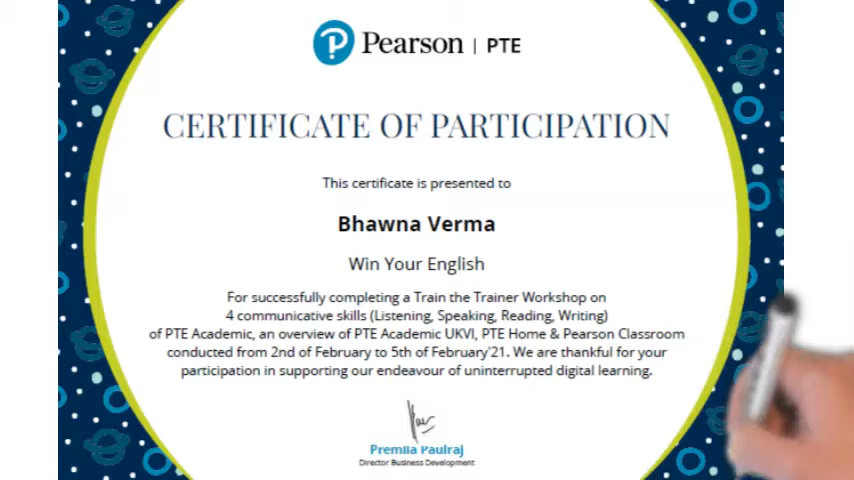 Pearson | PTE
CERTIFICATE OF PARTICIPATION
This certificate is presented to
Bhawna Verma
Win Your English
For successfully completing a Train the Trainer Workshop on
4 communicative skills (Listening, Speaking, Reading, Writing)
of PTE Academic, an overview of PTE Academic UKVI, PTE Home & Pearson Classroom
conducted from 2nd of February to 5th of February'21. We are thankful for your
participation in supporting our endeavour of uninterrupted digital learning.
Premila Paulraj
Director Business Development